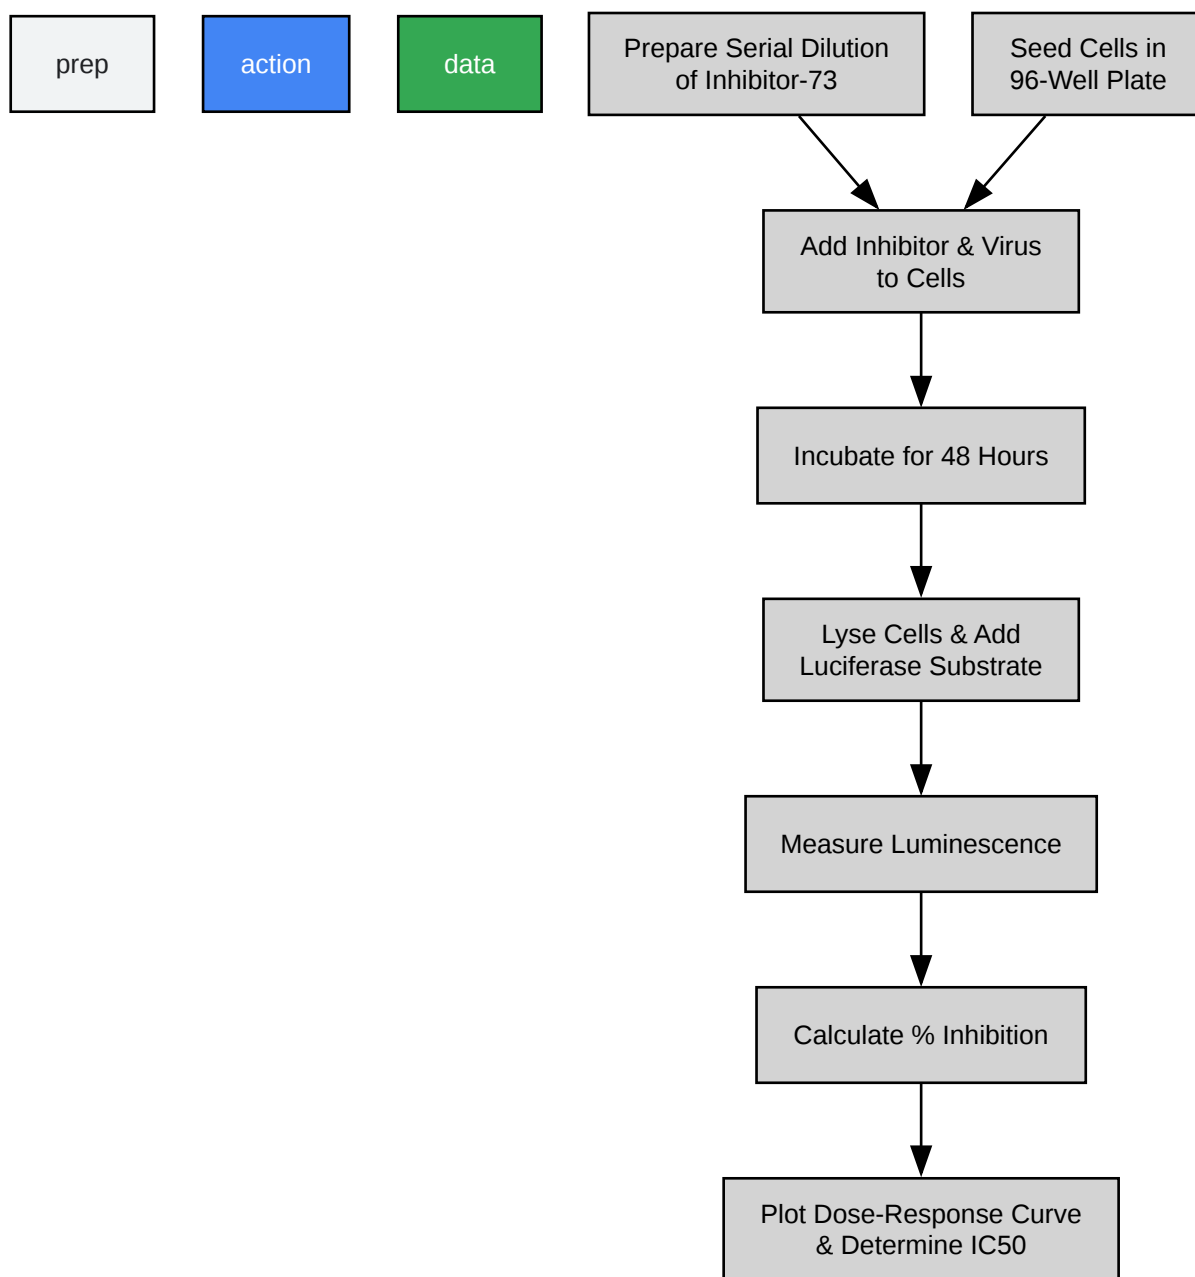 prep
action
data
Prepare Serial Dilution
of Inhibitor-73
Seed Cells in
96-Well Plate
Add Inhibitor & Virus
to Cells
Incubate for 48 Hours
Lyse Cells & Add
Luciferase Substrate
Measure Luminescence
Calculate % Inhibition
Plot Dose-Response Curve
& Determine IC50